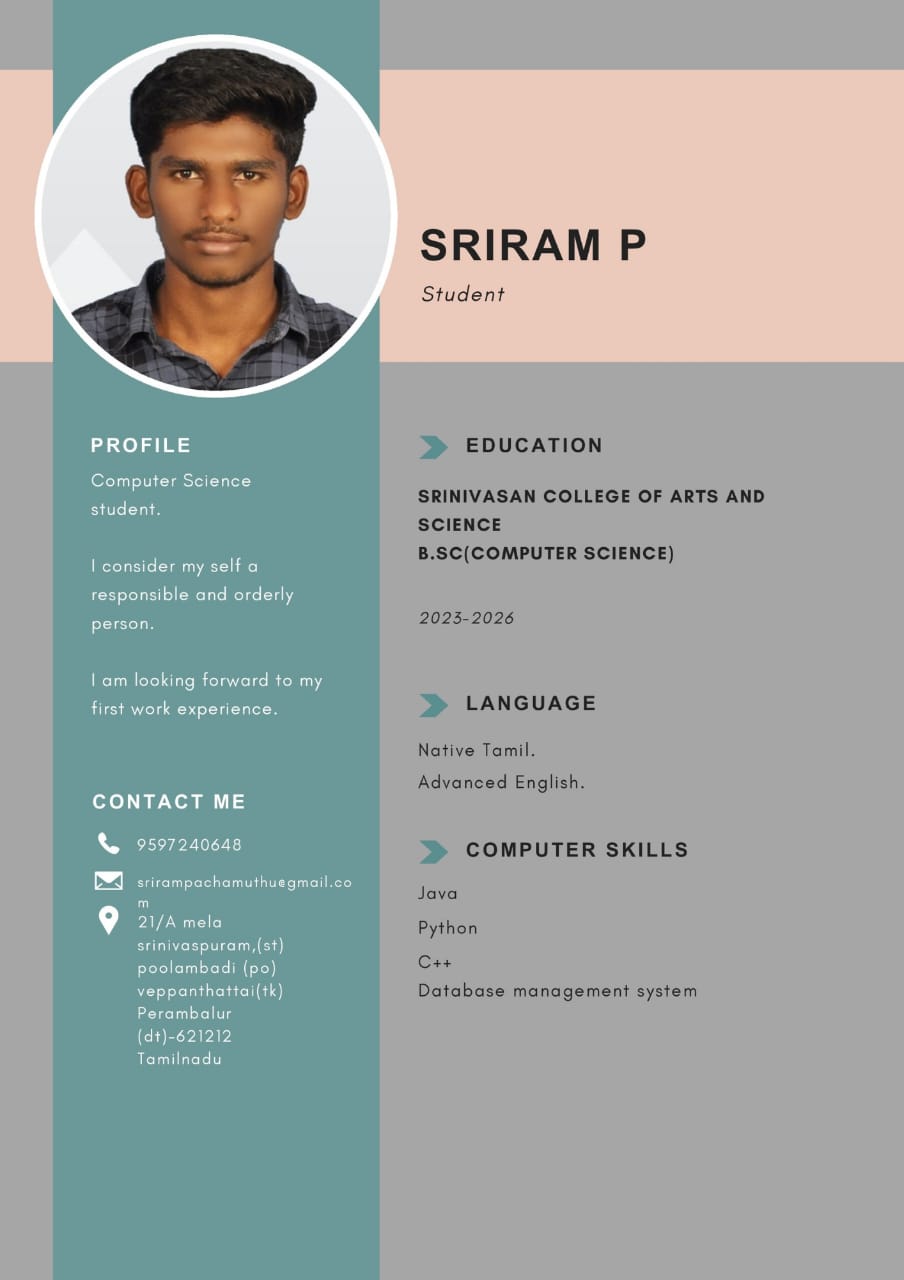 SRIRAM P
Student
PROFILE
Computer Science
student.
I consider my self a
responsible and orderly
person.
I am looking forward to my
first work experience.
CONTACT ME
9597240648
srirampachamuthu@gmail.co
m
21/A mela
srinivaspuram,(st)
poolambadi (po)
veppanthattai(tk)
Perambalur
(dt)-621212
Tamilnadu
EDUCATION
SRINIVASAN COLLEGE OF ARTS AND
SCIENCE
B.SC(COMPUTER SCIENCE)
2023-2026
LANGUAGE
Native Tamil.
Advanced English.
COMPUTER SKILLS
Java
Python
C++
Database management system